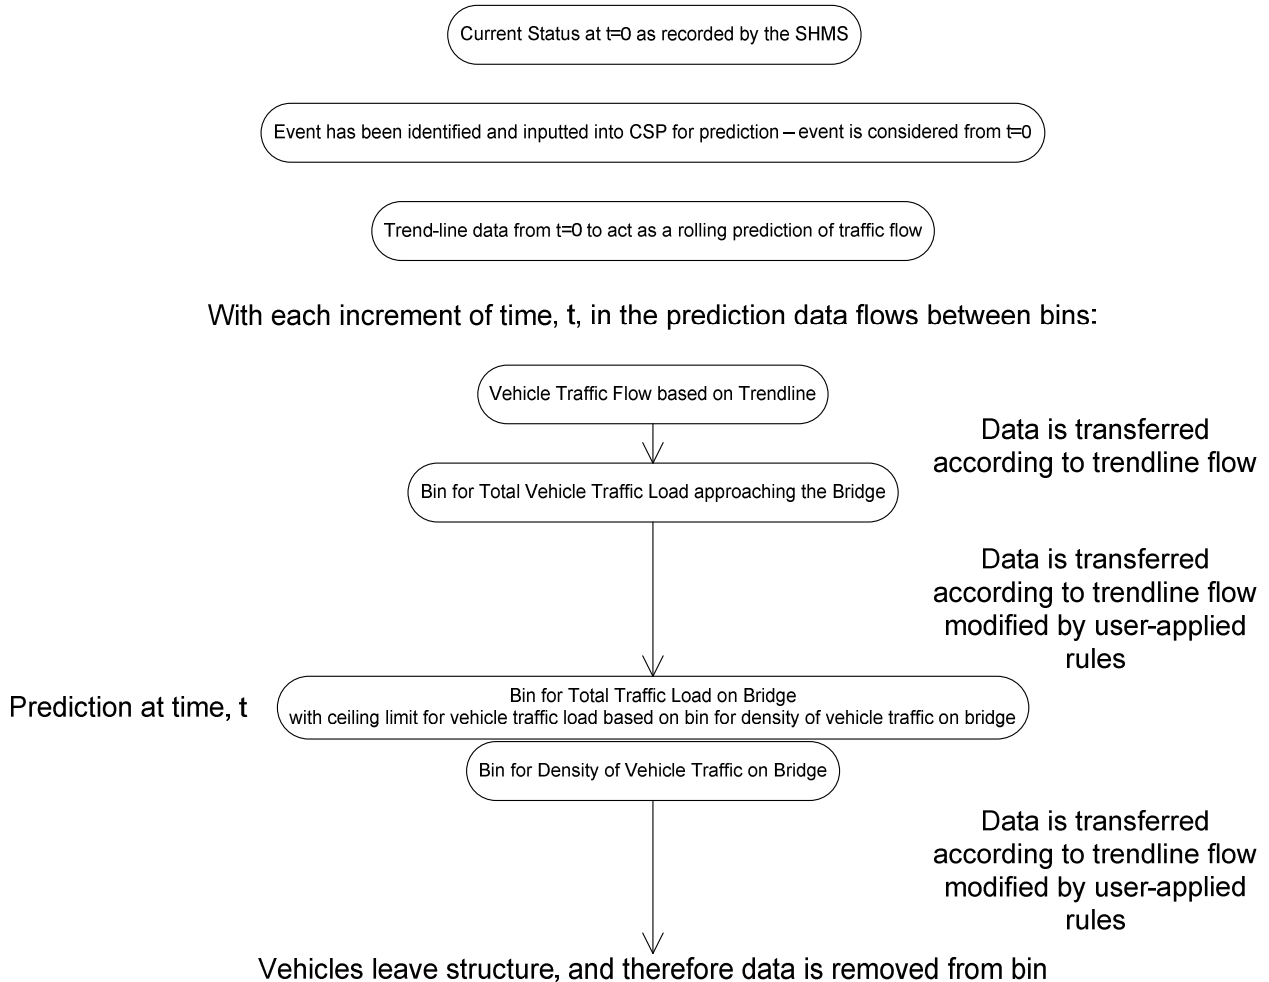 Current Status at t=0 as recorded by the SHMS
Event has been identified and inputted into CSP for prediction – event is considered from t=0
Trend-line data from t=0 to act as a rolling prediction of traffic flow
With each increment of time, t, in the prediction data flows between bins:
Vehicle Traffic Flow based on Trendline
Data is transferred
according to trendline flow
Bin for Total Vehicle Traffic Load approaching the Bridge
Data is transferred
according to trendline flow
modified by user-applied
rules
Prediction at time, t
Bin for Total Traffic Load on Bridge
with ceiling limit for vehicle traffic load based on bin for density of vehicle traffic on bridge
Bin for Density of Vehicle Traffic on Bridge
Data is transferred
according to trendline flow
modified by user-applied
rules
Vehicles leave structure, and therefore data is removed from bin